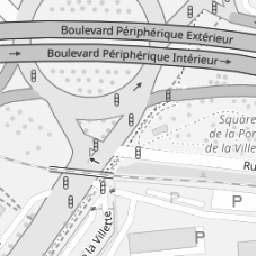 Boulevard Périphérique Extérieur
Boulevard Périphérique Intérieur
Square
de la Por
de la Ville
Ru
P
P
P
e la Villette